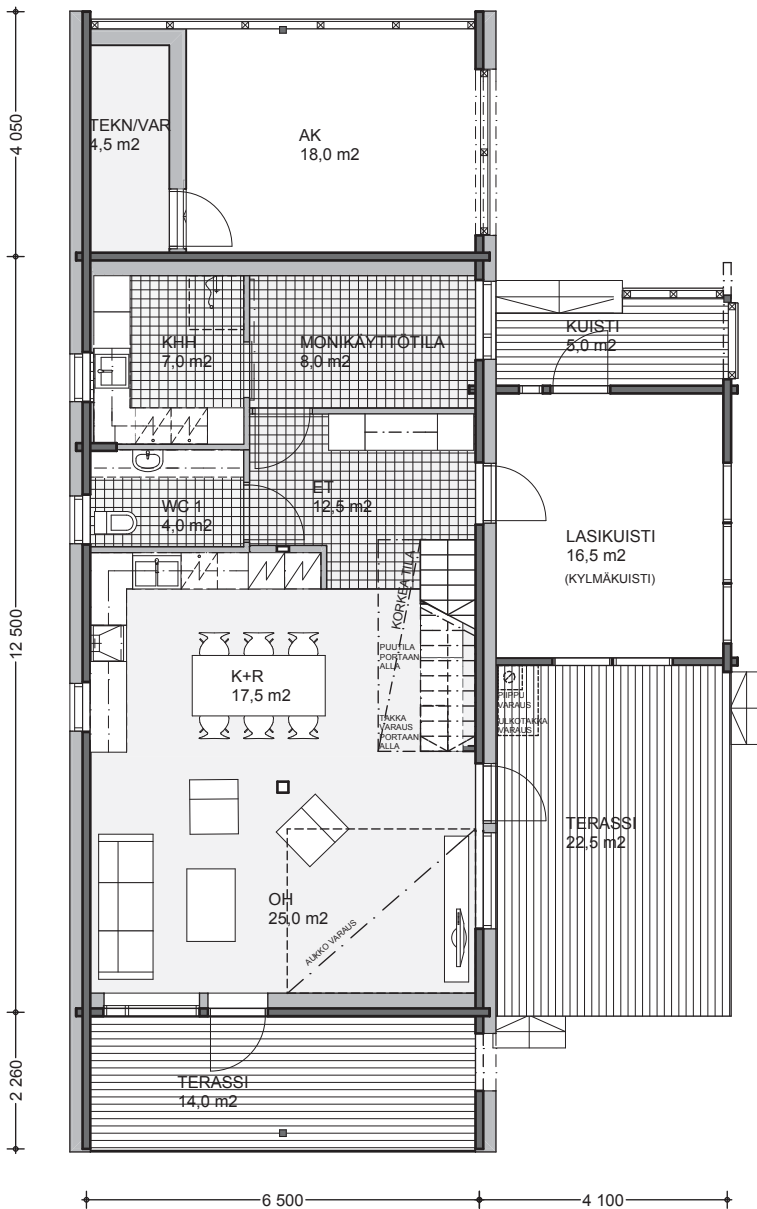 TEKN/VAR
4,5 m2
AK
18,0 m2
4 050
KUISTI
5,0 m2
KHH
7,0 m2
MONIKÄYTTÖTILA
8,0 m2
WC 1
4,0 m2
ET
12,5 m2
LASIKUISTI
16,5 m2
(KYLMÄKUISTI)
KORKEA TILA
12 500
PUUTILA
PORTAAN
ALLA
K+R
17,5 m2
TAKKA
VARAUS
PORTAAN
ALLA
PIIPPU
VARAUS
ULKOTAKKA
VARAUS
TERASSI
22,5 m2
OH
25,0 m2
AUKKO VARAUS
2 260
TERASSI
14,0 m2
6 500
4 100